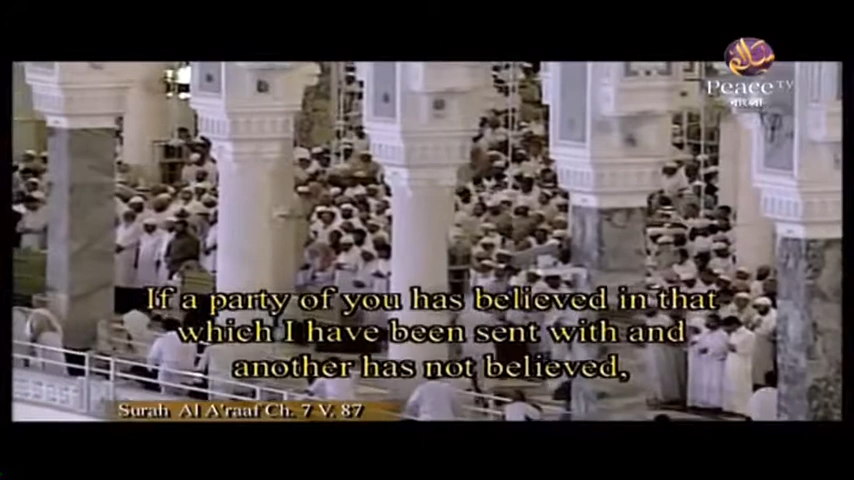 Peace TV
বাংলা
If a party of you has believed in that
which I have been sent with and
another has not believed,
Surah Al A'raaf Ch. 7 V. 87